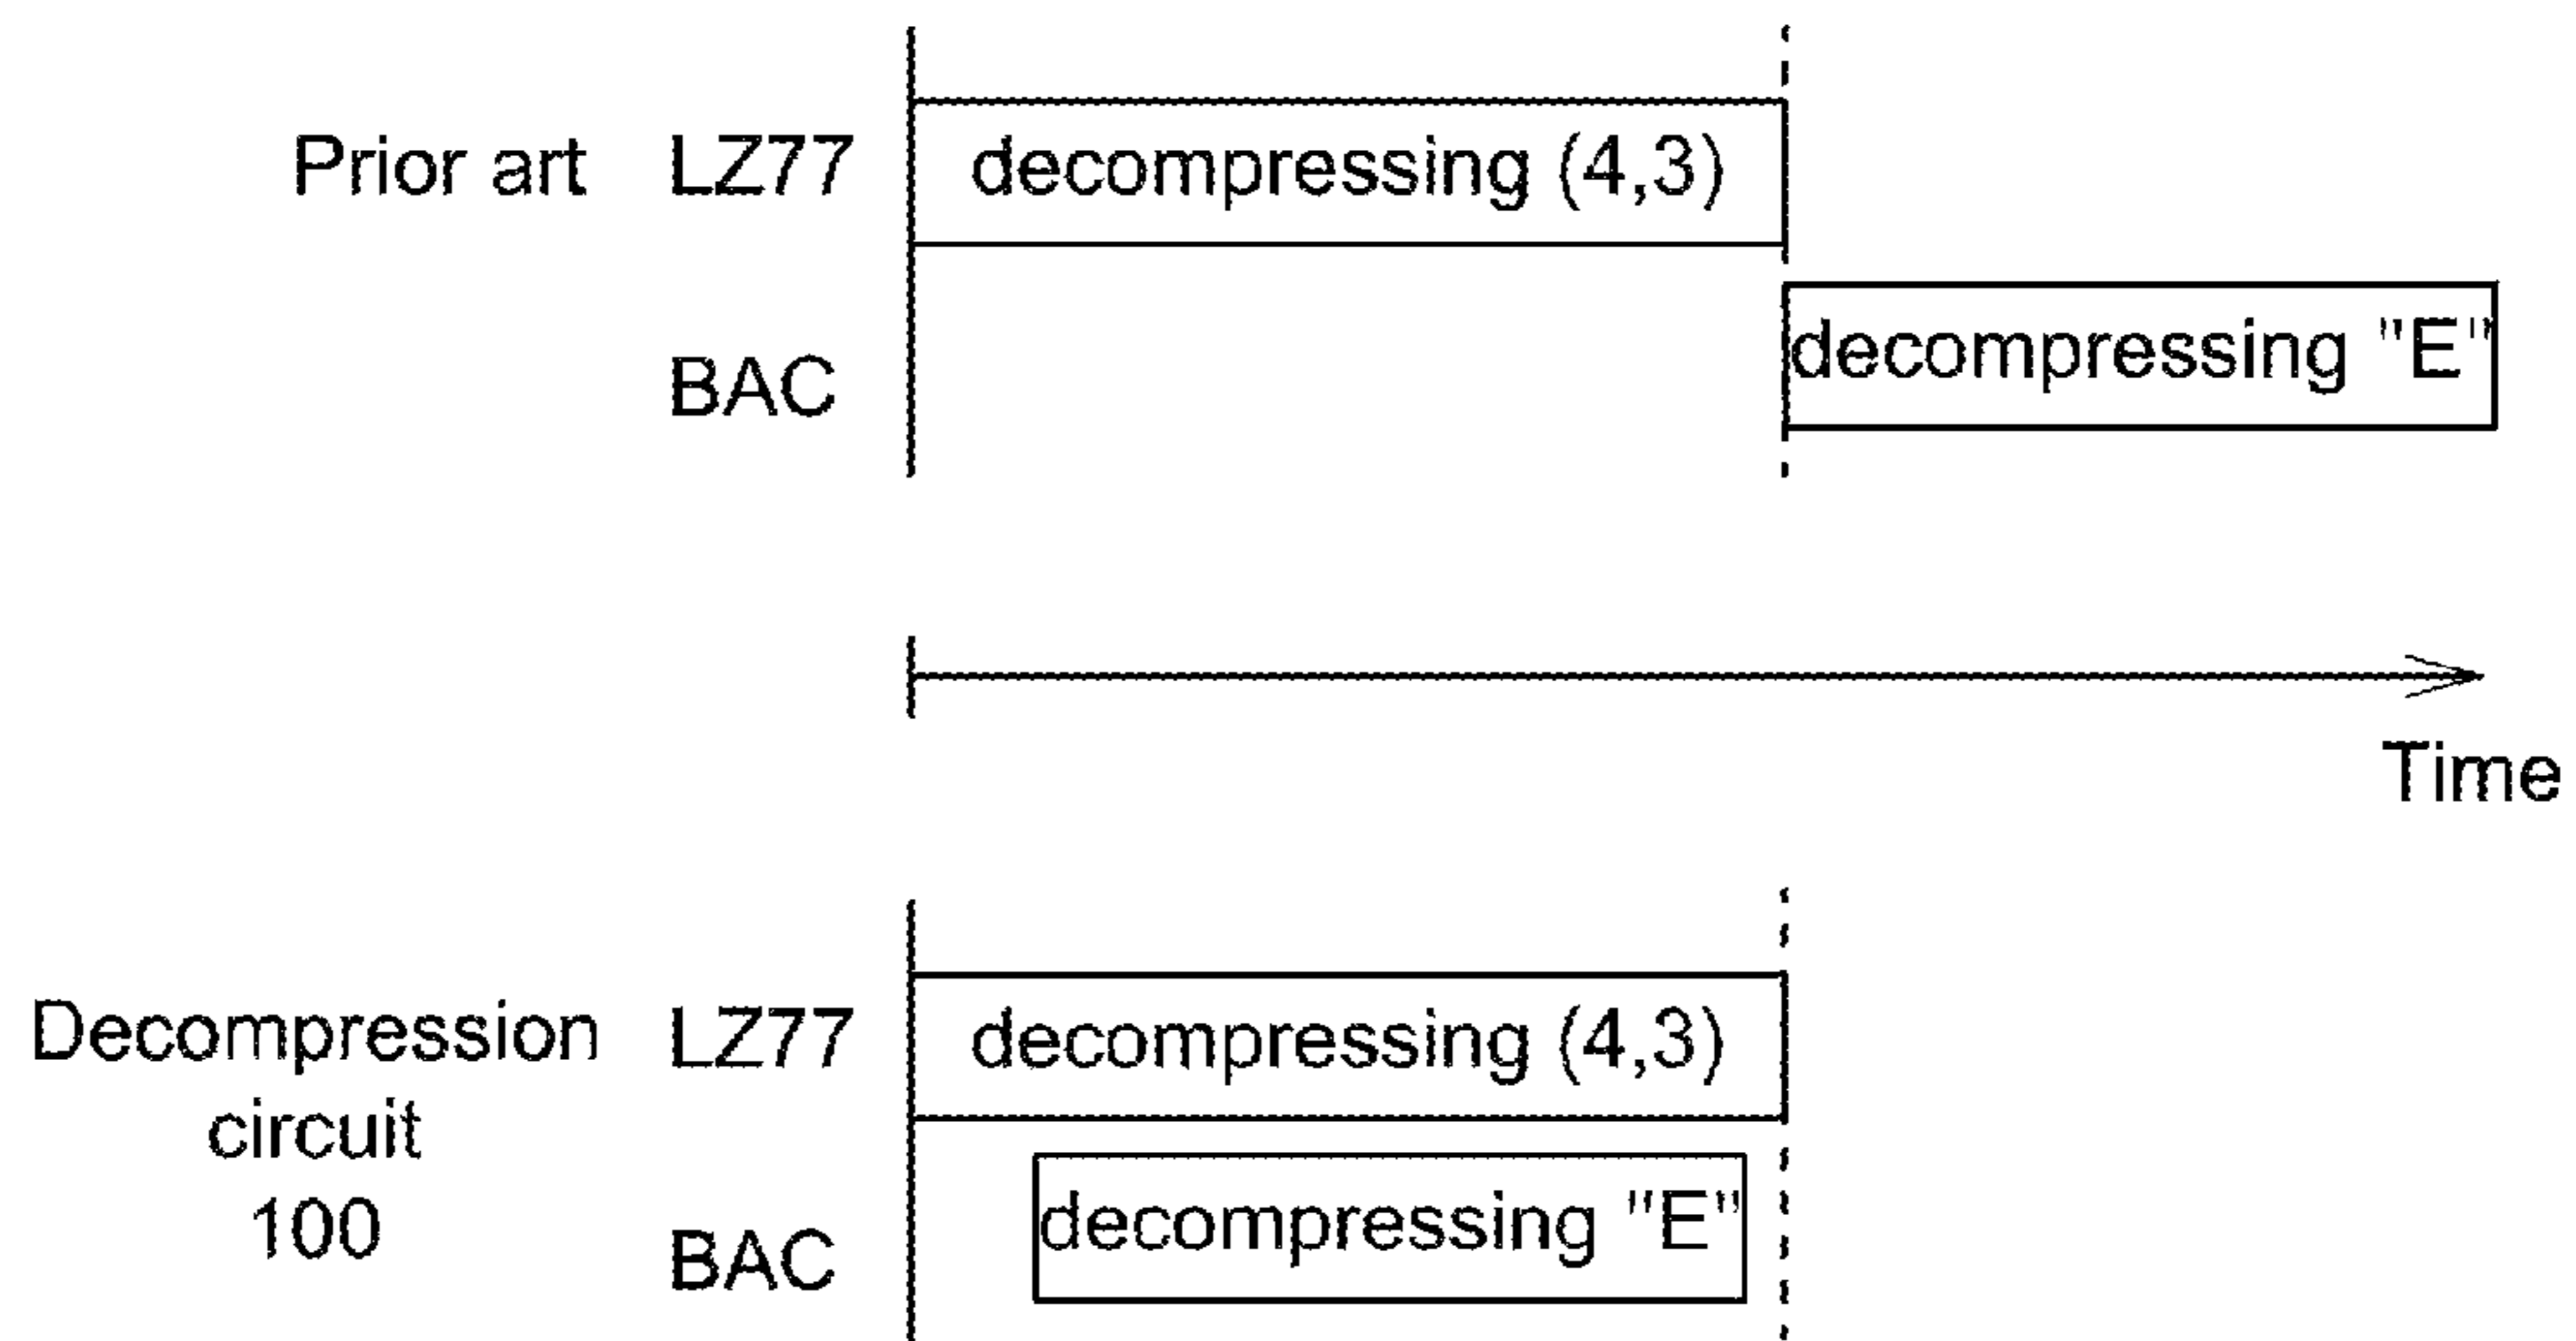 Prior art LZ77 decompressing (4,3)
BAC decompressing "E"
Time
Decompression LZ77 decompressing (4,3)
circuit
100
BAC decompressing "E"